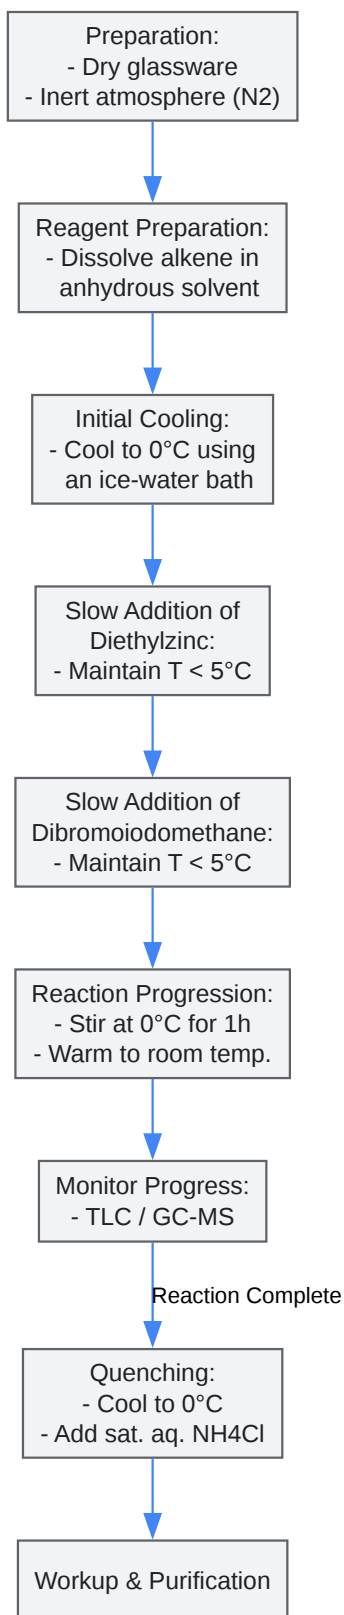 Preparation:
- Dry glassware
- Inert atmosphere (N2)
Reagent Preparation:
- Dissolve alkene in
anhydrous solvent
Initial Cooling:
- Cool to 0°C using
an ice-water bath
Slow Addition of
Diethylzinc:
- Maintain T < 5°C
Slow Addition of
Dibromoiodomethane:
- Maintain T < 5°C
Reaction Progression:
- Stir at 0°C for 1h
- Warm to room temp.
Monitor Progress:
- TLC / GC-MS
Reaction Complete
Quenching:
- Cool to 0°C
- Add sat. aq. NH4Cl
Workup & Purification